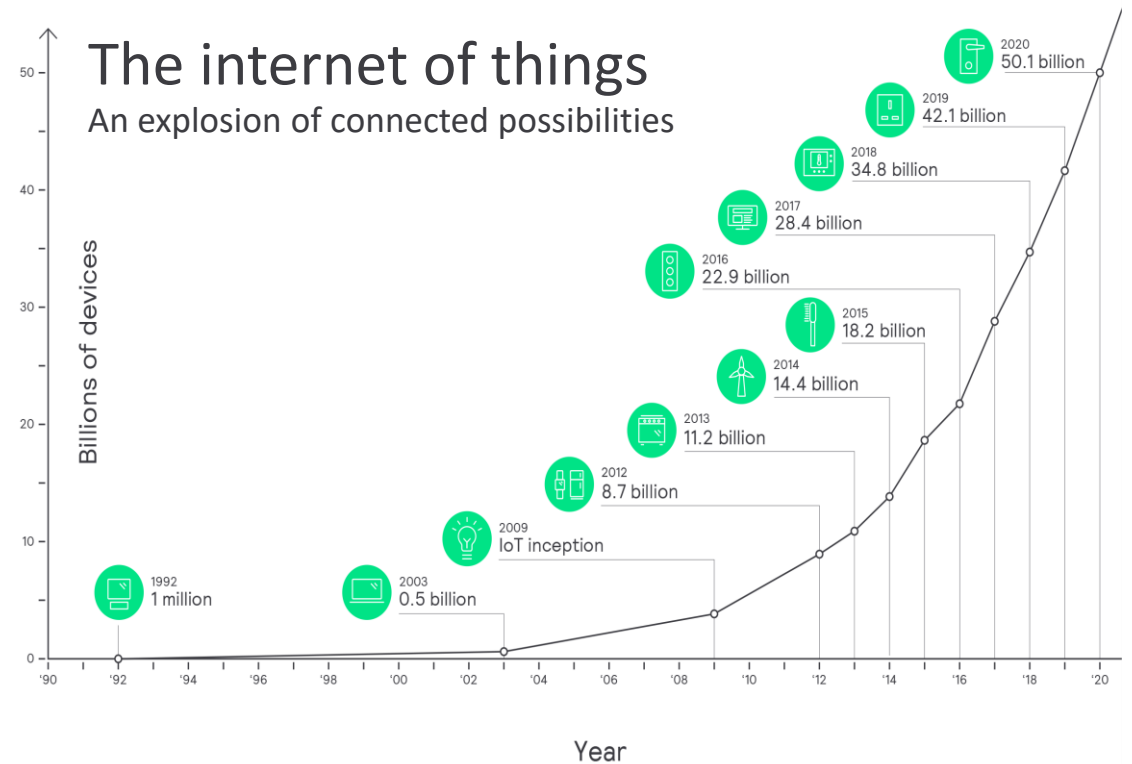 The internet of things
An explosion of connected possibilities
2020
50.1 billion
2019
42.1 billion
2018
34.8 billion
2017
28.4 billion
2016
22.9 billion
2015
18.2 billion
2014
14.4 billion
2013
11.2 billion
2012
8.7 billion
2009
IoT inception
2003
0.5 billion
1992
1 million
Billions of devices
50
40
30
20
10
0
'90 '92 '94 '96 '98 '00 '02 '04 '06 '08 '10 '12 '14 '16 '18 '20
Year